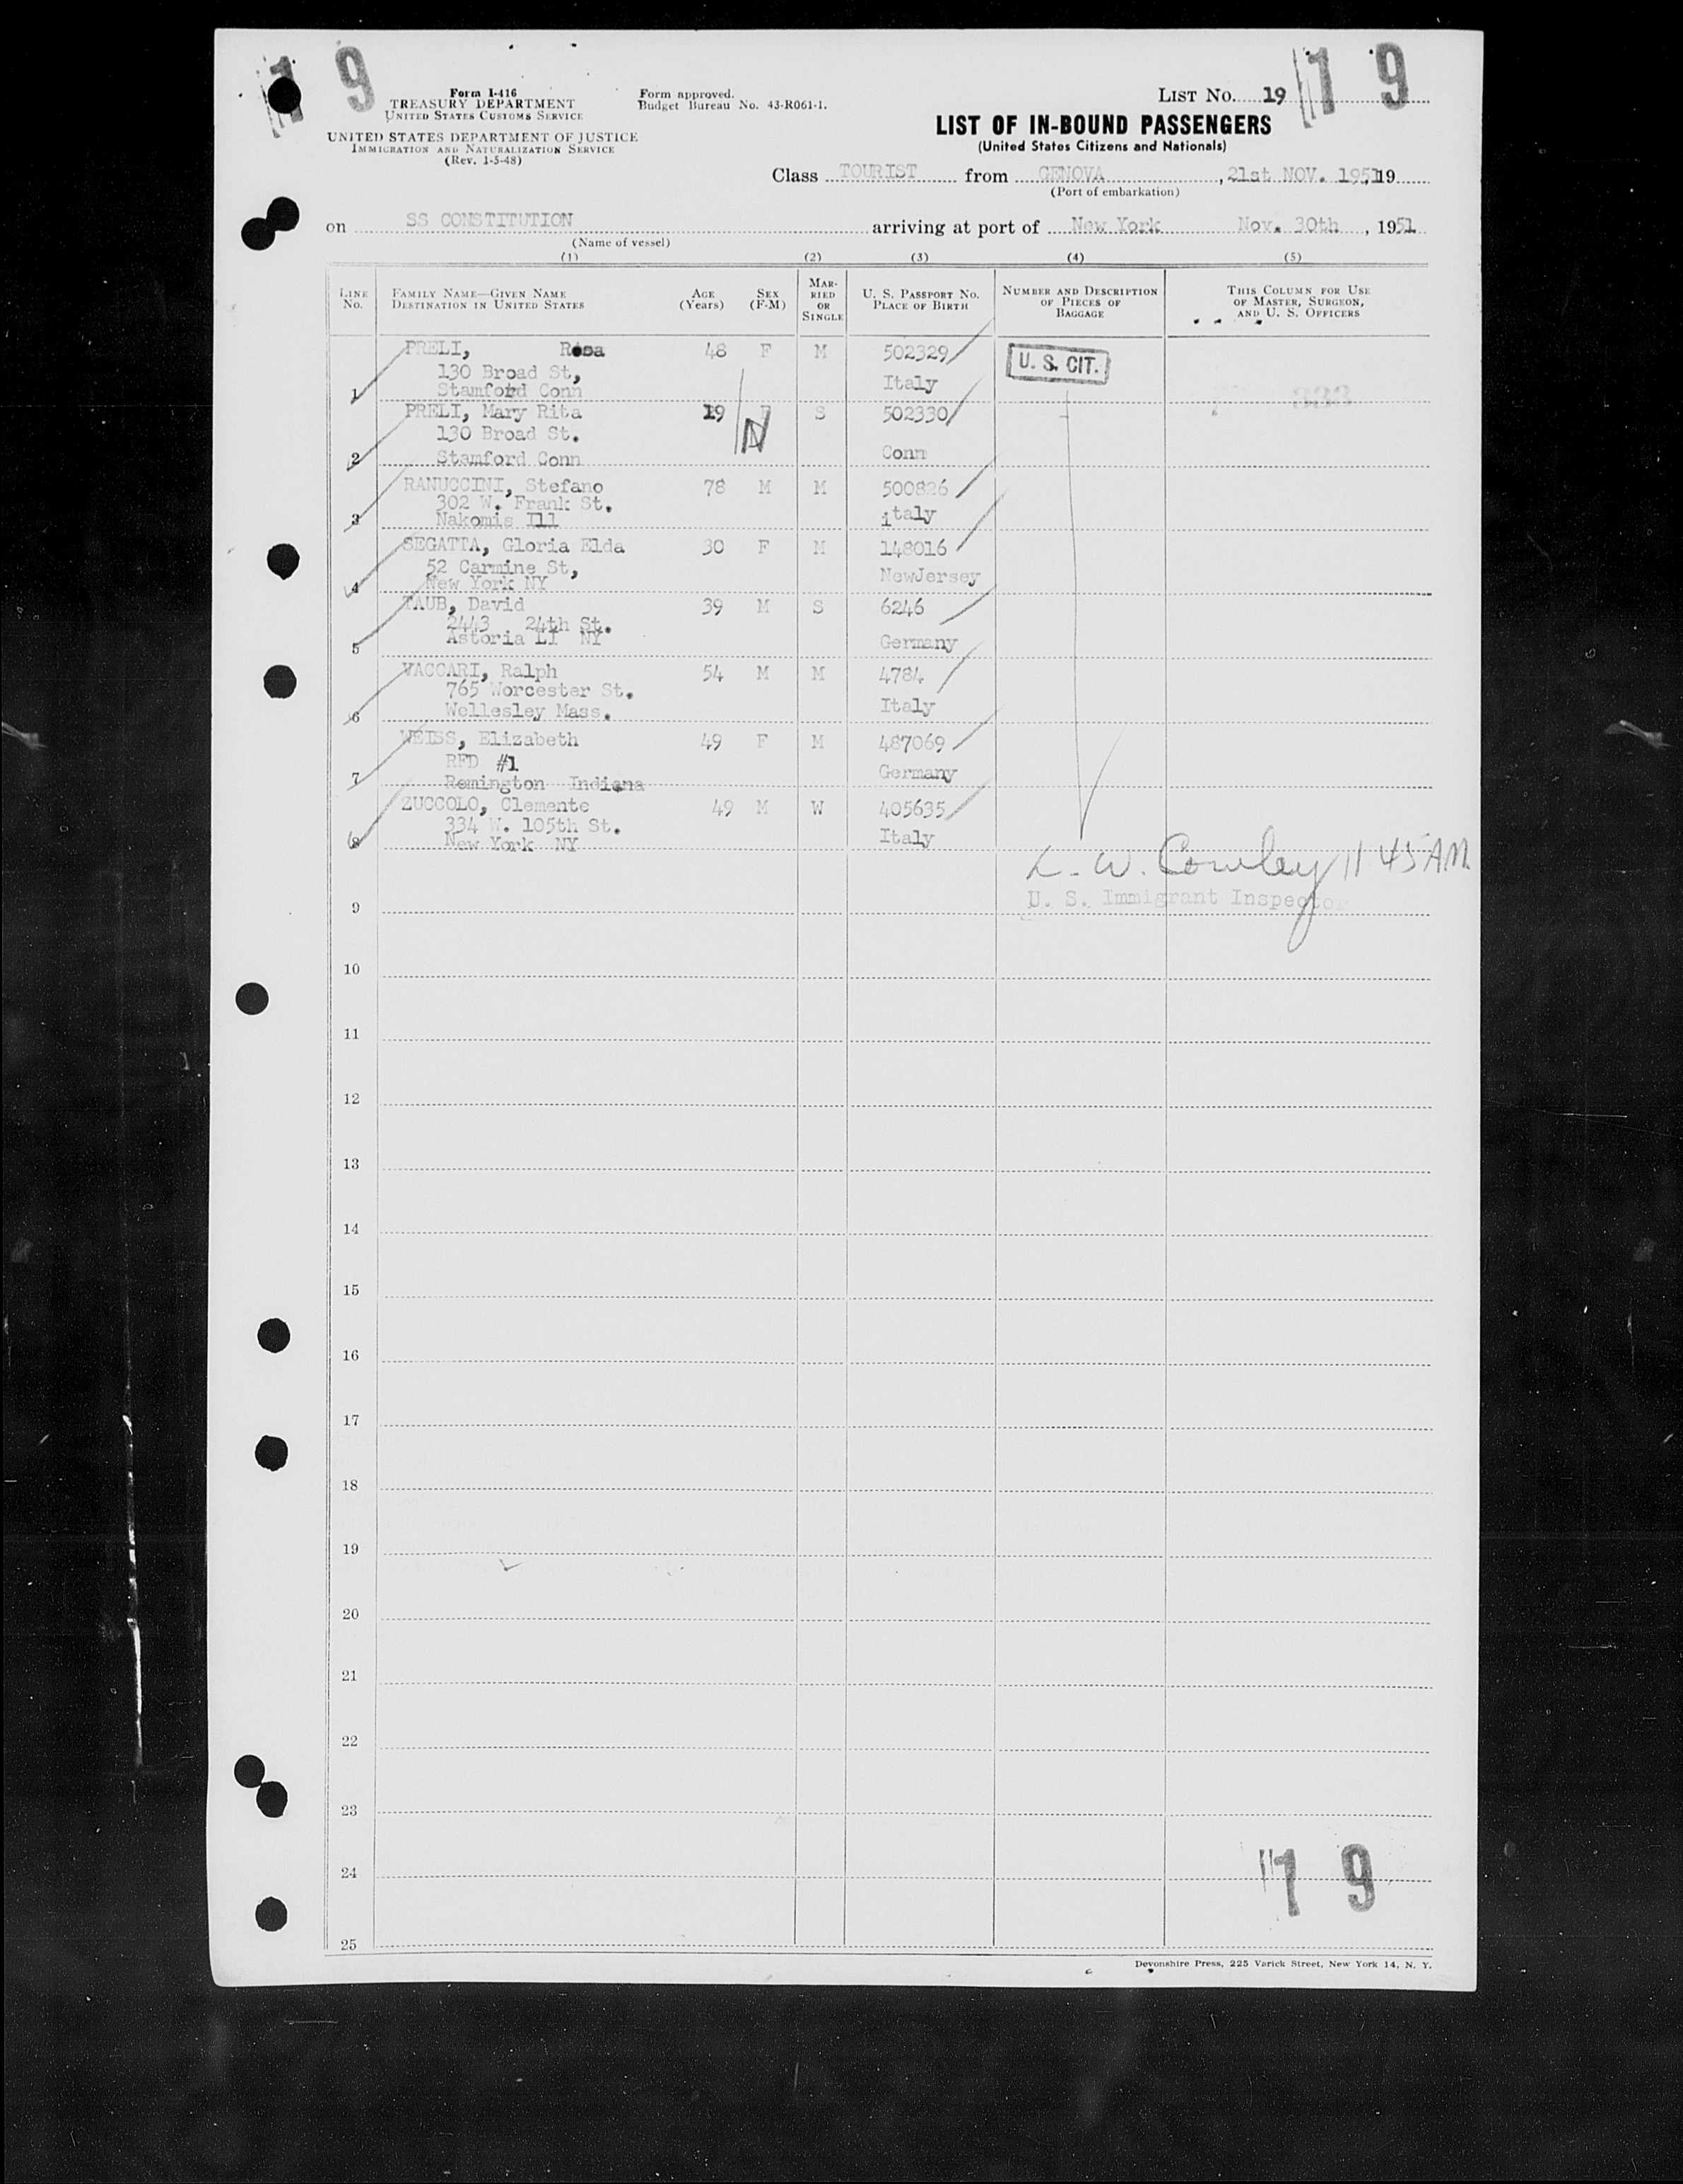 19
Form I-416
TREASURY DEPARTMENT
UNITED STATES CUSTOMS SERVICE
UNITED STATES DEPARTMENT OF JUSTICE
IMMIGRATION AND NATURALIZATION SERVICE
(Rev. 1-5-48)
Form approved.
Budget Bureau No. 43-R061-1.
LIST NO. 19
19
LIST OF IN-BOUND PASSENGERS
(United States Citizens and Nationals)
Class TOURIST from GENOVA, 21st NOV. 1951, 19
(Port of embarkation)
on SS CONSTITUTION arriving at port of New York Nov. 30th, 1951
(Name of vessel)
(1) (2) (3) (4) (5)
LINE NO.
FAMILY NAME—GIVEN NAME
DESTINATION IN UNITED STATES
AGE (Years)
SEX (F-M)
MARRIED OR SINGLE
U. S. PASSPORT NO.
PLACE OF BIRTH
NUMBER AND DESCRIPTION OF PIECES OF BAGGAGE
THIS COLUMN FOR USE OF MASTER, SURGEON, AND U. S. OFFICERS
PRELI, Rosa 48 F M 502329 U. S. CIT.
130 Broad St, Italy
1 Stamford Conn
PRELI, Mary Rita 19 F S 502330
130 Broad St.
2 Stamford Conn Conn
RANUCCINI, Stefano 78 M M 500826
302 W. Frank St.
3 Nakomis Ill italy
SEGATTA, Gloria Elda 30 F M 148016
52 Carmine St, NewJersey
4 New York NY
TAUB, David 39 M S 6246
2443 24th St.
5 Astoria LI NY Germany
VACCARI, Ralph 54 M M 4784
765 Worcester St.
6 Wellesley Mass. Italy
WEISS, Elizabeth 49 F M 487069
RFD #1 Germany
7 Remington Indiana
ZUCCOLO, Clemente 49 M W 405635
334 W. 105th St. Italy
8 New York NY
L. W. Cowley 11 45 AM
U. S. Immigrant Inspector
9
10
11
12
13
14
15
16
17
18
19
20
21
22
23
24
25
19
Devonshire Press, 225 Varick Street, New York 14, N. Y.